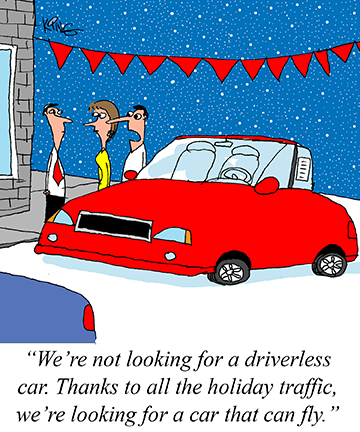 “We’re not looking for a driverless
car. Thanks to all the holiday traffic,
we’re looking for a car that can fly.”